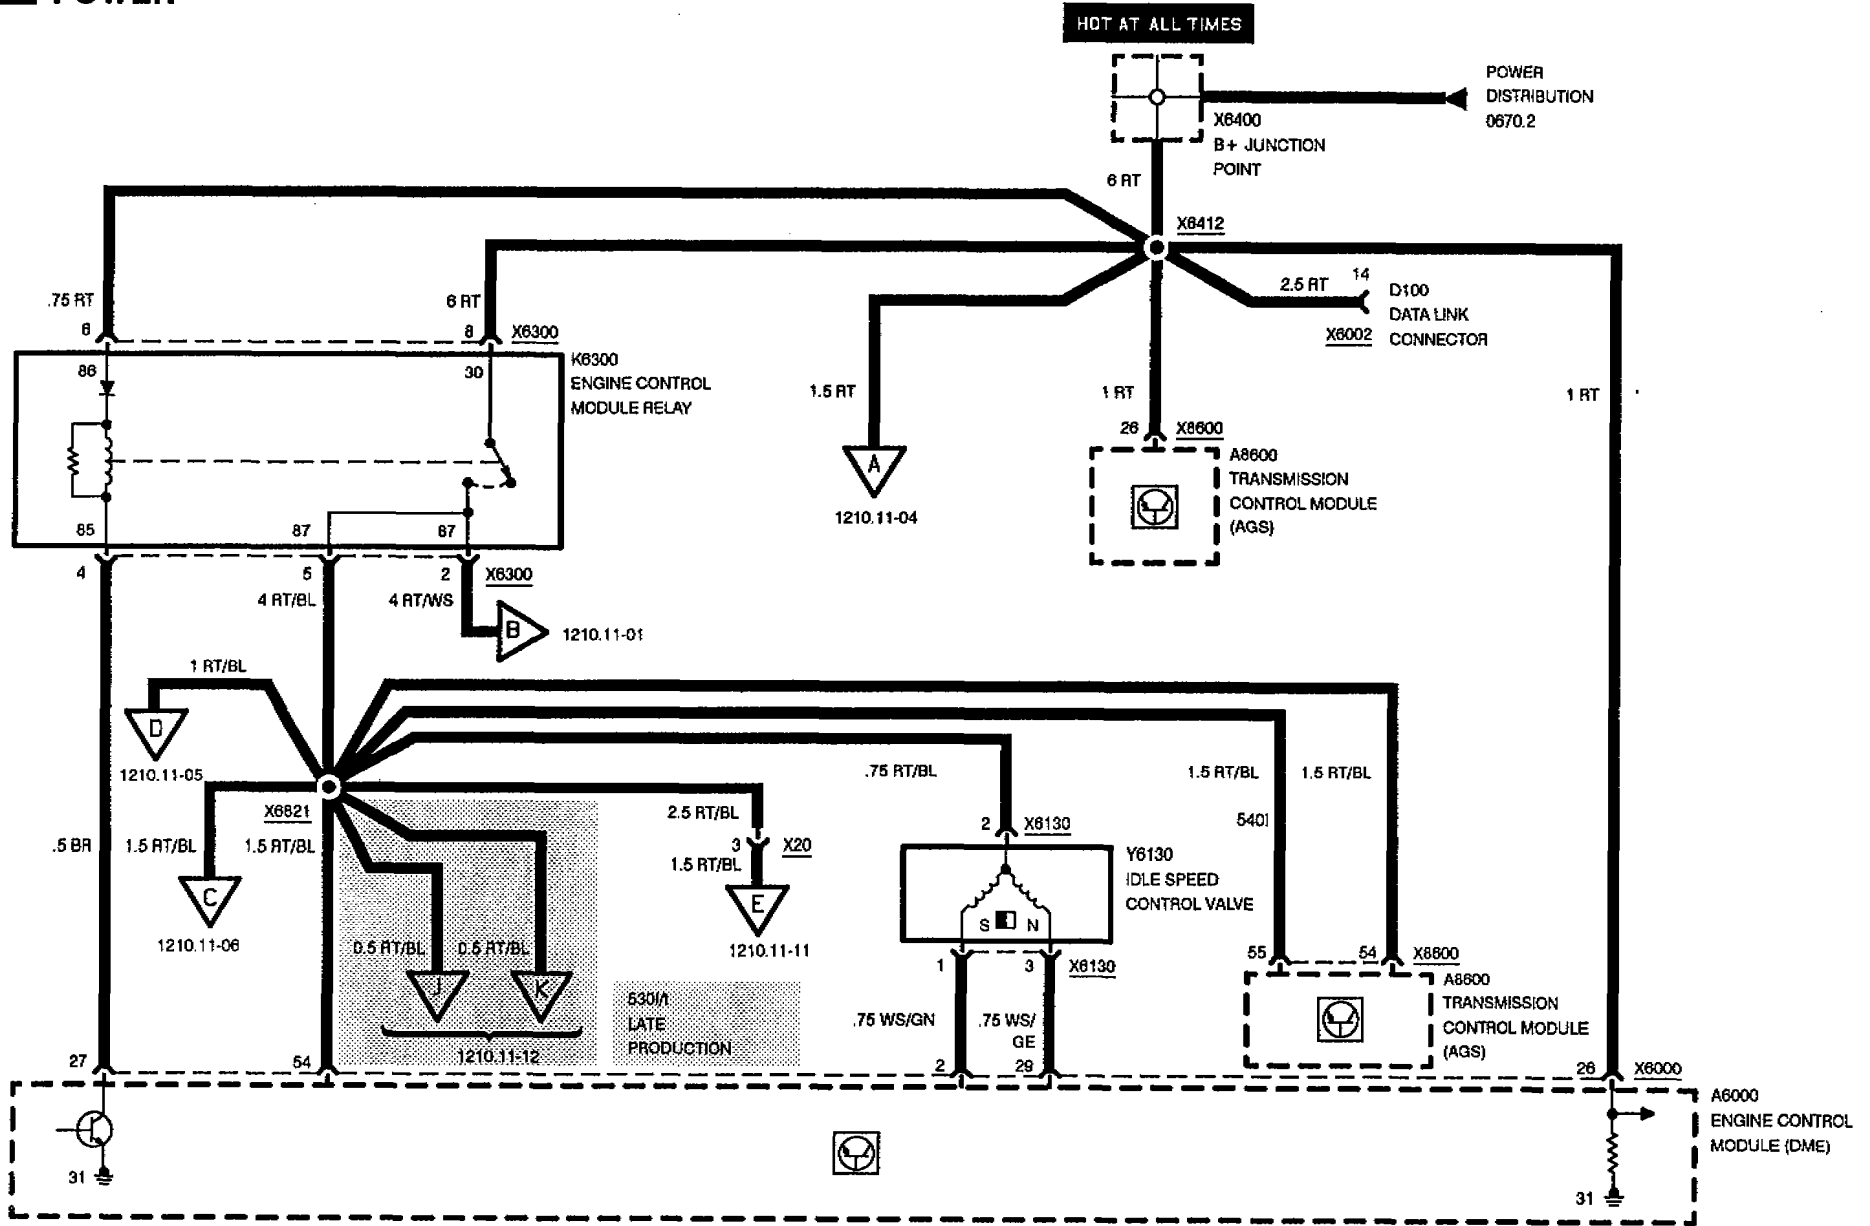 POWER
HOT AT ALL TIMES
POWER
DISTRIBUTION
0670.2
X6400
B+ JUNCTION
POINT
6 RT
X6412
.75 RT
6 RT
6
8
X6300
2.5 RT
14
D100
DATA LINK
CONNECTOR
X6002
K6300
ENGINE CONTROL
MODULE RELAY
86
30
1.5 RT
1 RT
1 RT
26
X8600
A
1210.11-04
A8600
TRANSMISSION
CONTROL MODULE
(AGS)
85
87
87
4
5
2
X6300
4 RT/BL
4 RT/WS
B
1210.11-01
1 RT/BL
D
1210.11-05
.75 RT/BL
1.5 RT/BL
1.5 RT/BL
X6821
2.5 RT/BL
540I
2
X6130
.5 BR
1.5 RT/BL
1.5 RT/BL
3
X20
1.5 RT/BL
Y6130
IDLE SPEED
CONTROL VALVE
C
E
S
N
1210.11-06
0.5 RT/BL
0.5 RT/BL
1210.11-11
1
3
X6130
55
54
X8600
J
K
A8600
TRANSMISSION
CONTROL MODULE
(AGS)
530I/I
LATE
PRODUCTION
.75 WS/GN
.75 WS/
GE
1210.11-12
27
54
2
29
26
X6000
A6000
ENGINE CONTROL
MODULE (DME)
31
31